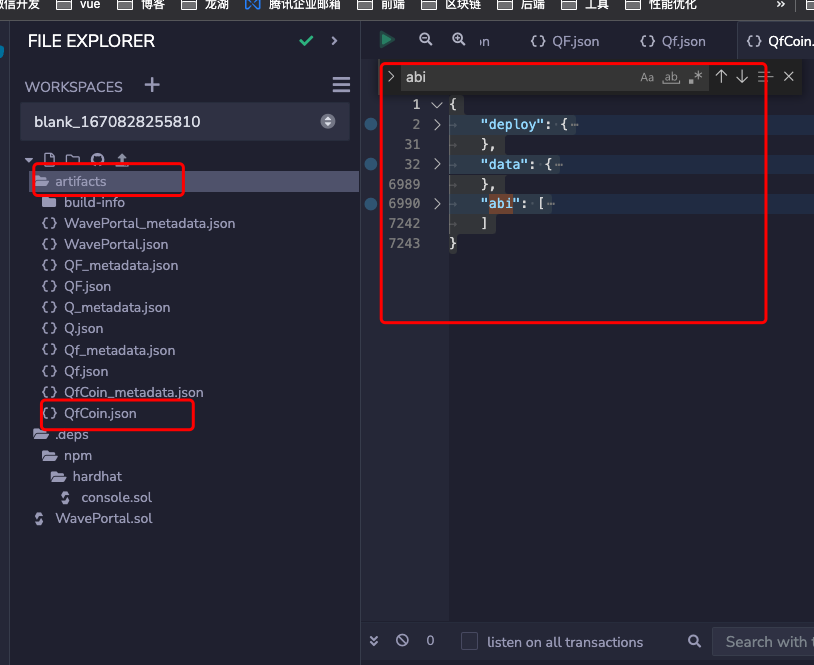 微信开发 vue 博客 龙湖 腾讯企业邮箱 前端 区块链 后端 工具 性能优化 »
FILE EXPLORER
WORKSPACES
blank_1670828255810
artifacts
build-info
{} WavePortal_metadata.json
{} WavePortal.json
{} QF_metadata.json
{} QF.json
{} Q_metadata.json
{} Q.json
{} Qf_metadata.json
{} Qf.json
{} QfCoin_metadata.json
{} QfCoin.json
.deps
npm
hardhat
console.sol
WavePortal.sol
on {} QF.json {} Qf.json {} QfCoin.
abi Aa ab .*
1 {
2 "deploy": {
31 },
32 "data": {
6989 },
6990 "abi": [
7242 ]
7243 }
0 listen on all transactions Search with t